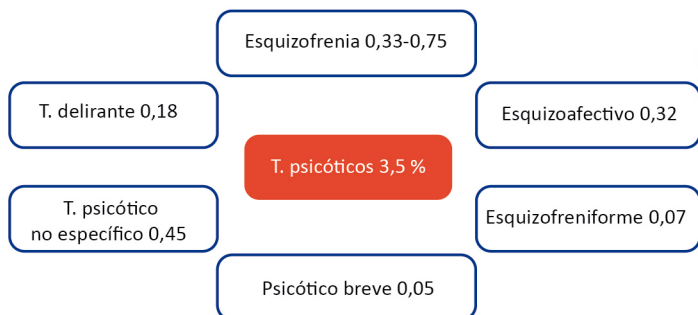 Esquizofrenia 0,33-0,75
T. delirante 0,18
Esquizoafectivo 0,32
T. psicóticos 3,5 %
T. psicótico
no específico 0,45
Esquizofreniforme 0,07
Psicótico breve 0,05